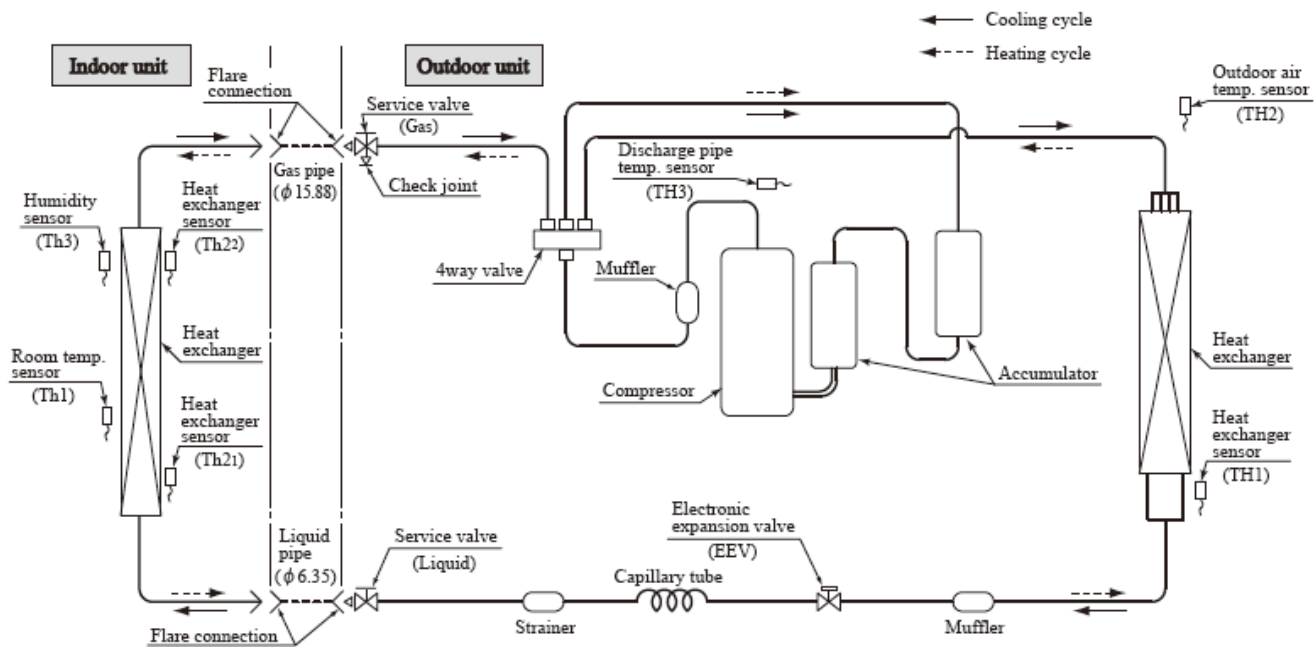 Cooling cycle
Heating cycle
Indoor unit
Outdoor unit
Flare
connection
Service valve
(Gas)
Outdoor air
temp. sensor
(TH2)
Gas pipe
(ϕ 15.88)
Check joint
Discharge pipe
temp. sensor
(TH3)
Humidity
sensor
(Th3)
Heat
exchanger
sensor
(Th22)
4way valve
Muffler
Heat
exchanger
Room temp.
sensor
(Th1)
Heat
exchanger
sensor
(Th21)
Compressor
Accumulator
Heat
exchanger
Heat
exchanger
sensor
(TH1)
Liquid
pipe
(ϕ 6.35)
Service valve
(Liquid)
Electronic
expansion valve
(EEV)
Capillary tube
Strainer
Muffler
Flare connection